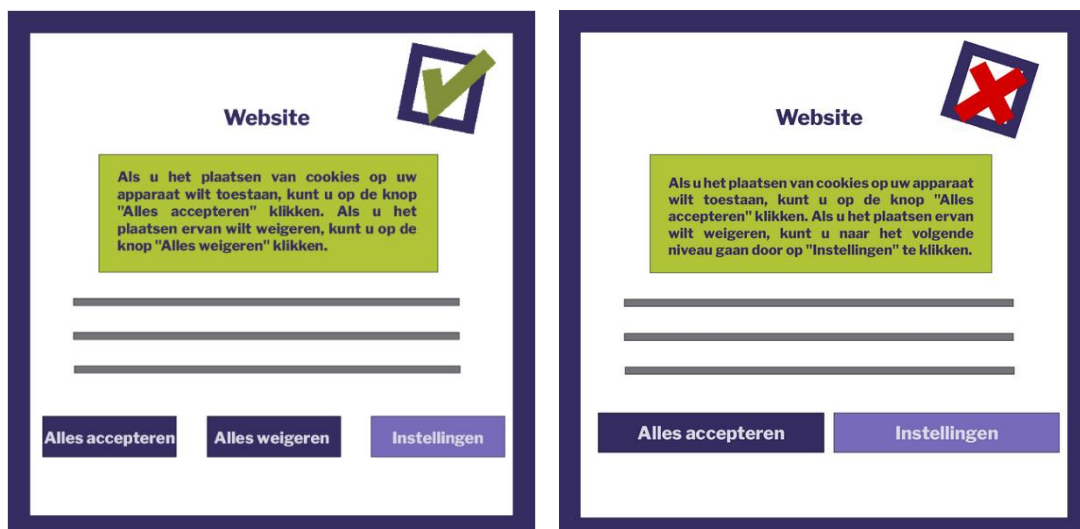 Website
Als u het plaatsen van cookies op uw
apparaat wilt toestaan, kunt u op de knop
"Alles accepteren" klikken. Als u het
plaatsen ervan wilt weigeren, kunt u op de
knop "Alles weigeren" klikken.
Alles accepteren
Alles weigeren
Instellingen
Website
Als u het plaatsen van cookies op uw apparaat
wilt toestaan, kunt u op de knop "Alles
accepteren" klikken. Als u het plaatsen ervan
wilt weigeren, kunt u naar het volgende
niveau gaan door op "Instellingen" te klikken.
Alles accepteren
Instellingen